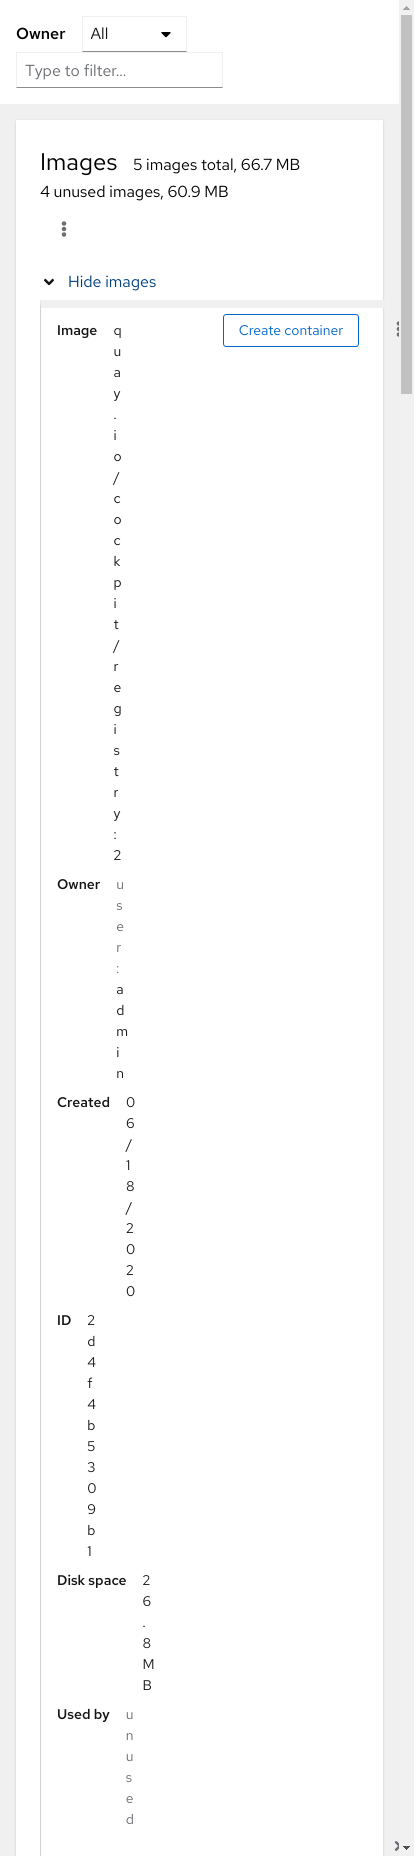 Owner All
Type to filter...
Images 5 images total, 66.7 MB
4 unused images, 60.9 MB
Hide images
Image quay.io/cockpit/registry:2 Create container
Owner user:admin
Created 06/18/2020
ID 2d4f4b5309b1
Disk space 26.8 MB
Used by unused